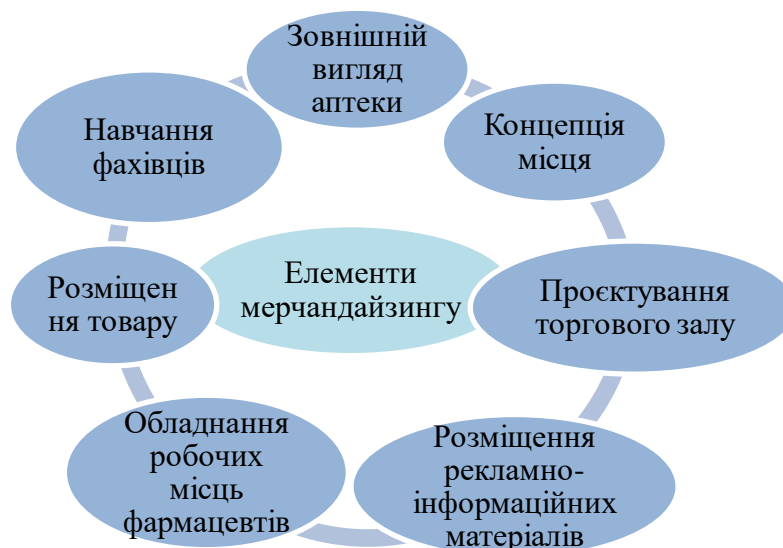 Зовнішній
вигляд
аптеки
Концепція
місця
Проєктування
торгового залу
Розміщення
рекламно-
інформаційних
матеріалів
Обладнання
робочих
місць
фармацевтів
Розміщен
ня товару
Навчання
фахівців
Елементи
мерчандайзингу